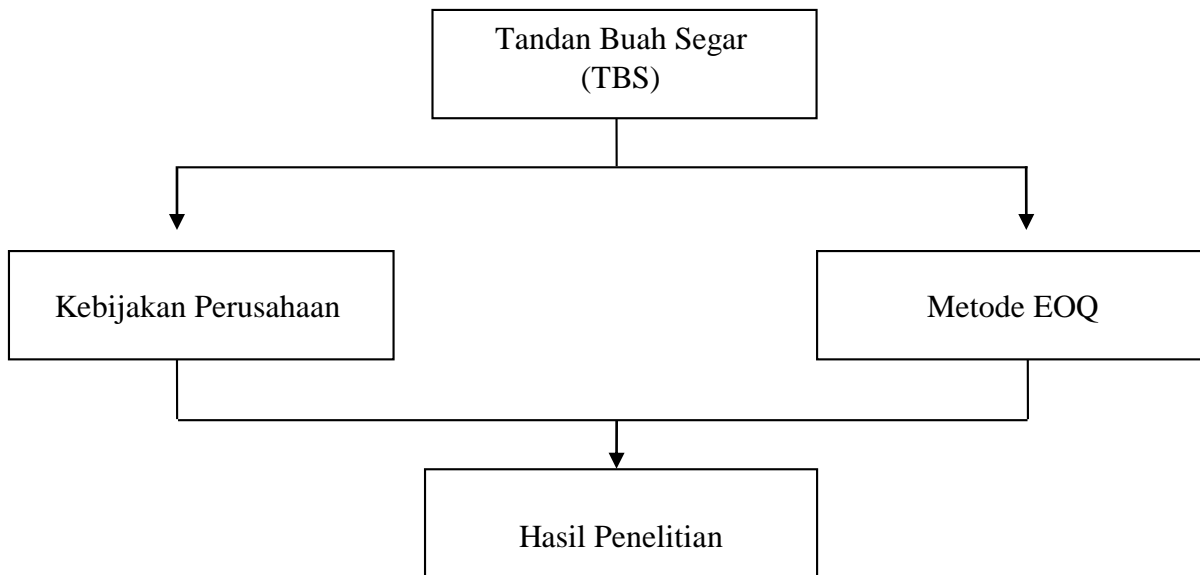 Tandan Buah Segar
(TBS)
Kebijakan Perusahaan
Metode EOQ
Hasil Penelitian